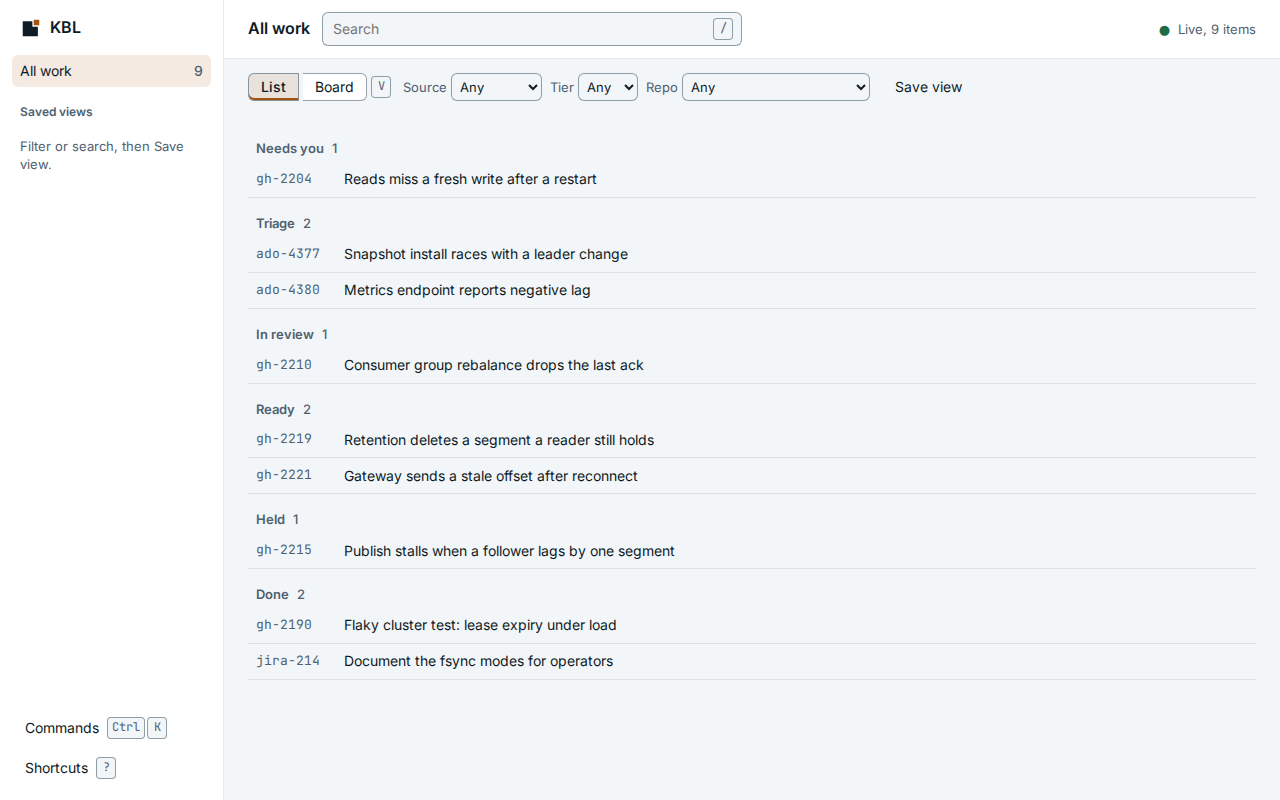 KBL
All work 9
Saved views
Filter or search, then Save
view.
Commands Ctrl K
Shortcuts ?
All work
Search /
Live, 9 items
List Board V Source Any Tier Any Repo Any Save view
Needs you 1
gh-2204 Reads miss a fresh write after a restart
Triage 2
ado-4377 Snapshot install races with a leader change
ado-4380 Metrics endpoint reports negative lag
In review 1
gh-2210 Consumer group rebalance drops the last ack
Ready 2
gh-2219 Retention deletes a segment a reader still holds
gh-2221 Gateway sends a stale offset after reconnect
Held 1
gh-2215 Publish stalls when a follower lags by one segment
Done 2
gh-2190 Flaky cluster test: lease expiry under load
jira-214 Document the fsync modes for operators